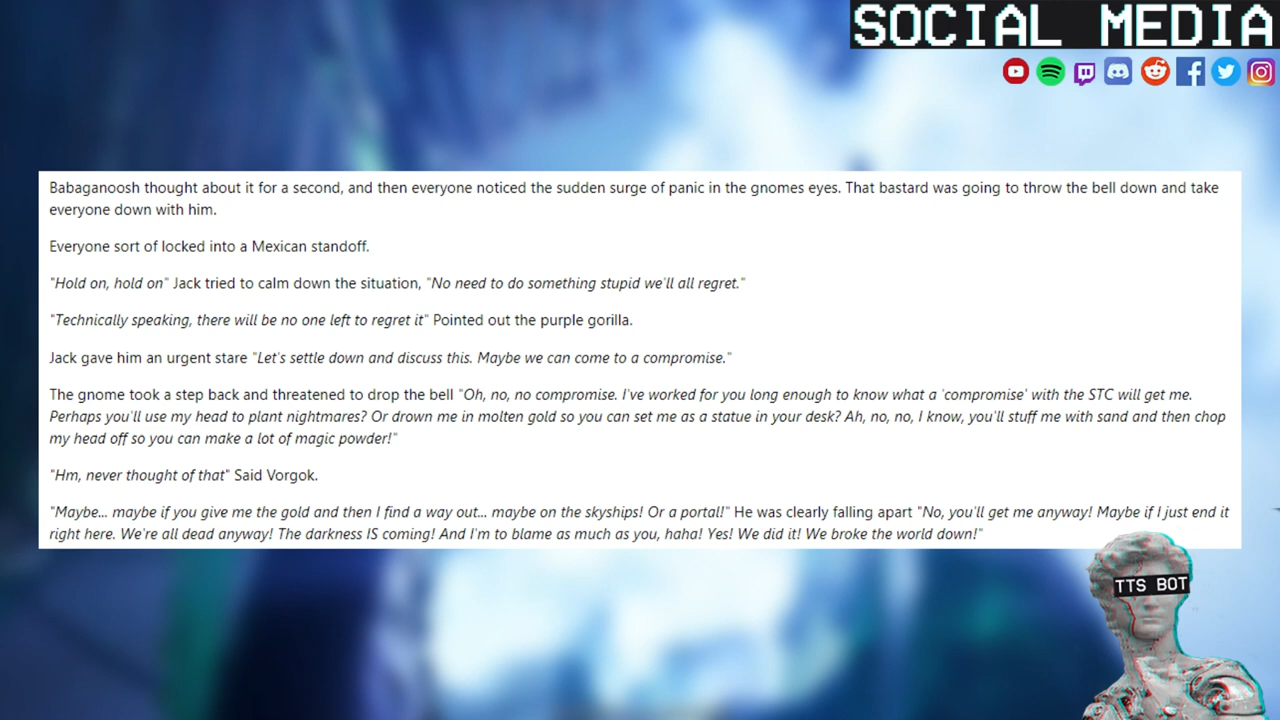 SOCIAL MEDIA
Babaganoosh thought about it for a second, and then everyone noticed the sudden surge of panic in the gnomes eyes. That bastard was going to throw the bell down and take
everyone down with him.
Everyone sort of locked into a Mexican standoff.
"Hold on, hold on" Jack tried to calm down the situation, "No need to do something stupid we'll all regret."
"Technically speaking, there will be no one left to regret it" Pointed out the purple gorilla.
Jack gave him an urgent stare "Let's settle down and discuss this. Maybe we can come to a compromise."
The gnome took a step back and threatened to drop the bell "Oh, no, no compromise. I've worked for you long enough to know what a 'compromise' with the STC will get me.
Perhaps you'll use my head to plant nightmares? Or drown me in molten gold so you can set me as a statue in your desk? Ah, no, no, I know, you'll stuff me with sand and then chop
my head off so you can make a lot of magic powder!"
"Hm, never thought of that" Said Vorgok.
"Maybe... maybe if you give me the gold and then I find a way out... maybe on the skyships! Or a portal!" He was clearly falling apart "No, you'll get me anyway! Maybe if I just end it
right here. We're all dead anyway! The darkness IS coming! And I'm to blame as much as you, haha! Yes! We did it! We broke the world down!"
TTS BOT